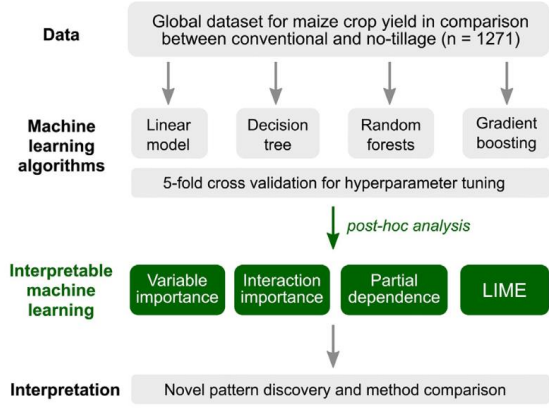 Data
Global dataset for maize crop yield in comparison
between conventional and no-tillage (n = 1271)
Machine
learning
algorithms
Linear
model
Decision
tree
Random
forests
Gradient
boosting
5-fold cross validation for hyperparameter tuning
post-hoc analysis
Interpretable
machine
learning
Variable
importance
Interaction
importance
Partial
dependence
LIME
Interpretation
Novel pattern discovery and method comparison